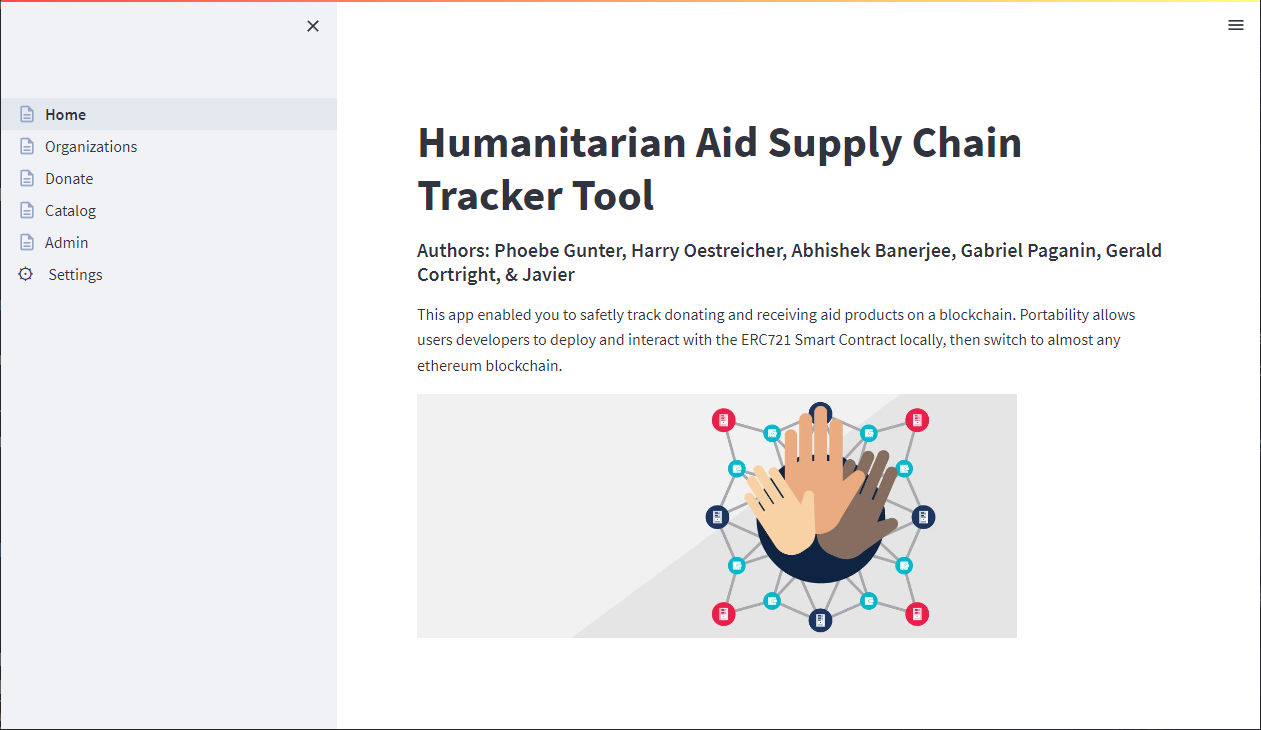 Home
Organizations
Donate
Catalog
Admin
Settings
Humanitarian Aid Supply Chain
Tracker Tool
Authors: Phoebe Gunter, Harry Oestreicher, Abhishek Banerjee, Gabriel Paganin, Gerald
Cortright, & Javier
This app enabled you to safetly track donating and receiving aid products on a blockchain. Portability allows
users developers to deploy and interact with the ERC721 Smart Contract locally, then switch to almost any
ethereum blockchain.